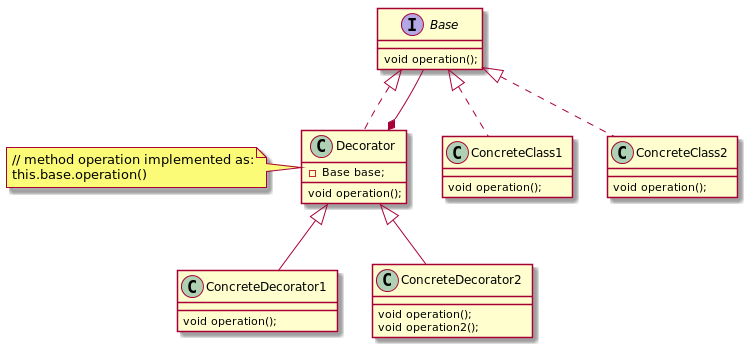 I Base
void operation();
// method operation implemented as:
this.base.operation()
C Decorator
Base base;
void operation();
C ConcreteClass1
void operation();
C ConcreteClass2
void operation();
C ConcreteDecorator1
void operation();
C ConcreteDecorator2
void operation();
void operation2();